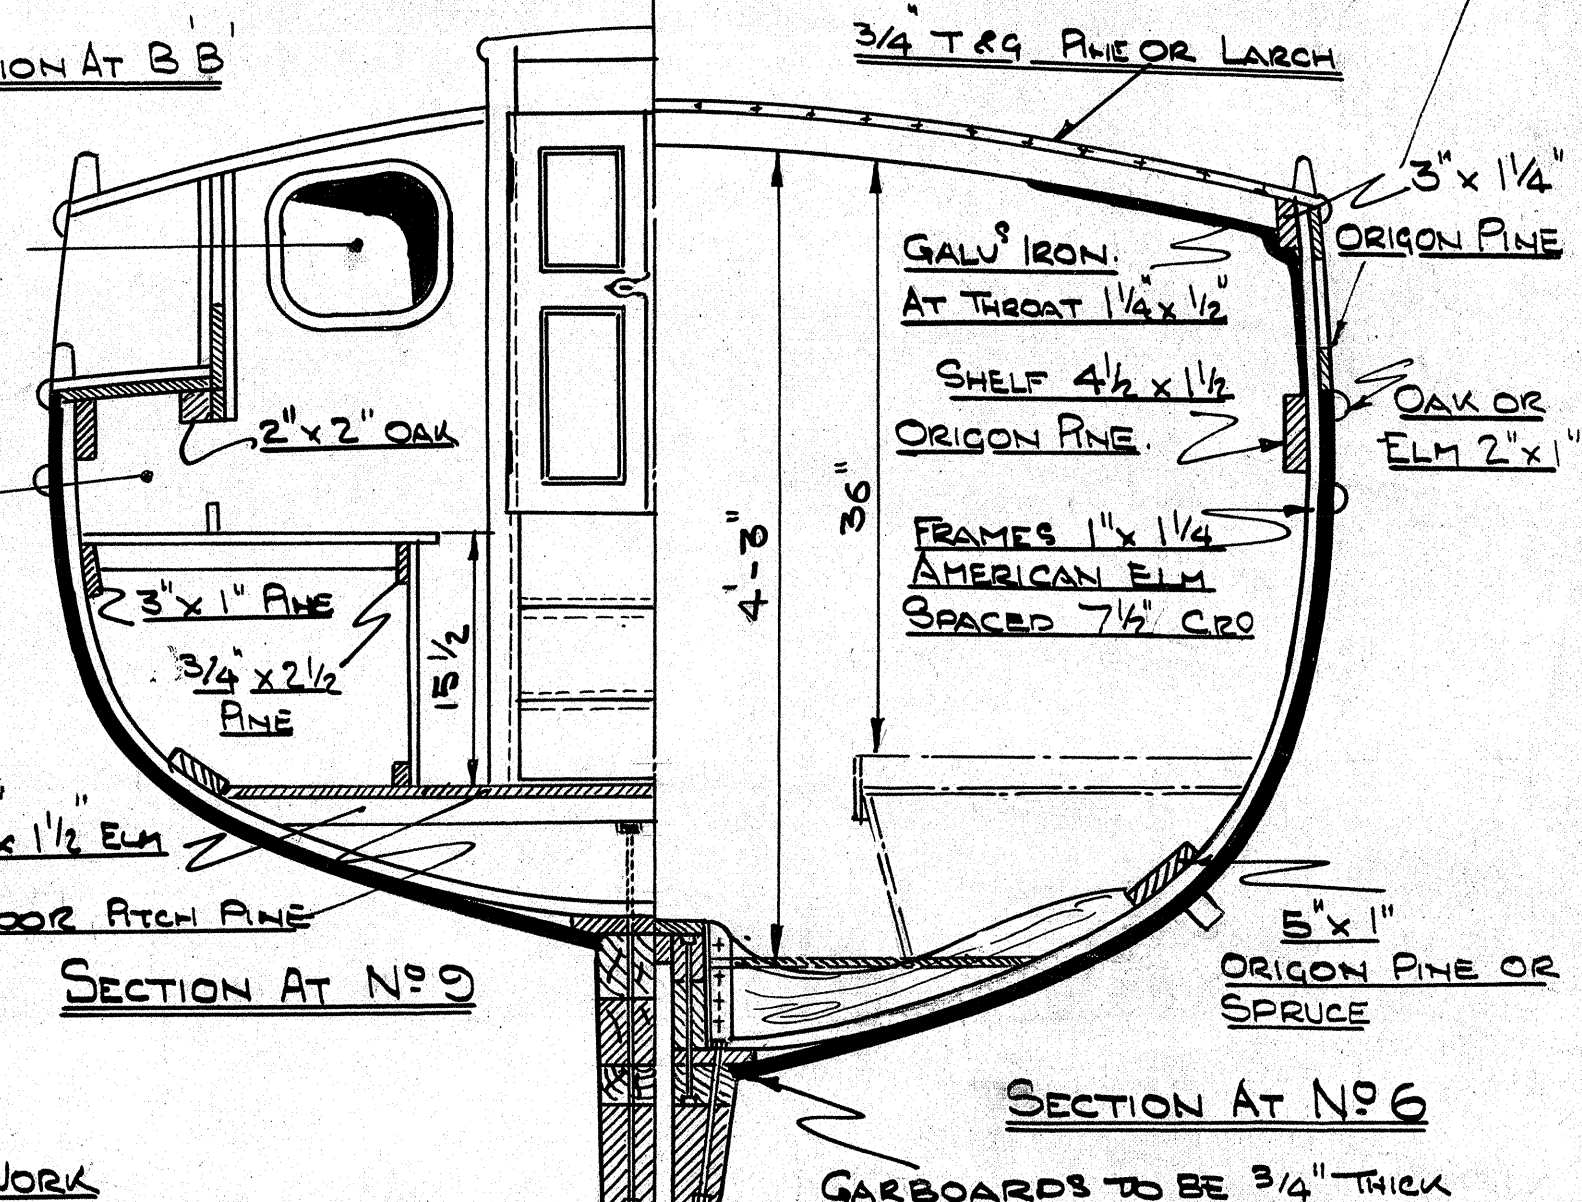 ION AT B'B'
3/4" T & G PINE OR LARCH
3" x 1 1/4"
ORIGON PINE
GALVS IRON.
AT THROAT 1 1/4" x 1/2"
SHELF 4 1/2 x 1 1/2
ORIGON PINE.
OAK OR
ELM 2" x 1"
2" x 2" OAK
36"
4'-3"
FRAMES 1" x 1 1/4
AMERICAN ELM
SPACED 7 1/2" CRO
3" x 1" PINE
3/4" x 2 1/2
PINE
15 1/2
" x 1 1/2" ELM
OOR PITCH PINE
SECTION AT No 9
5" x 1"
ORIGON PINE OR
SPRUCE
SECTION AT No 6
GARBOARDS TO BE 3/4" THICK
WORK